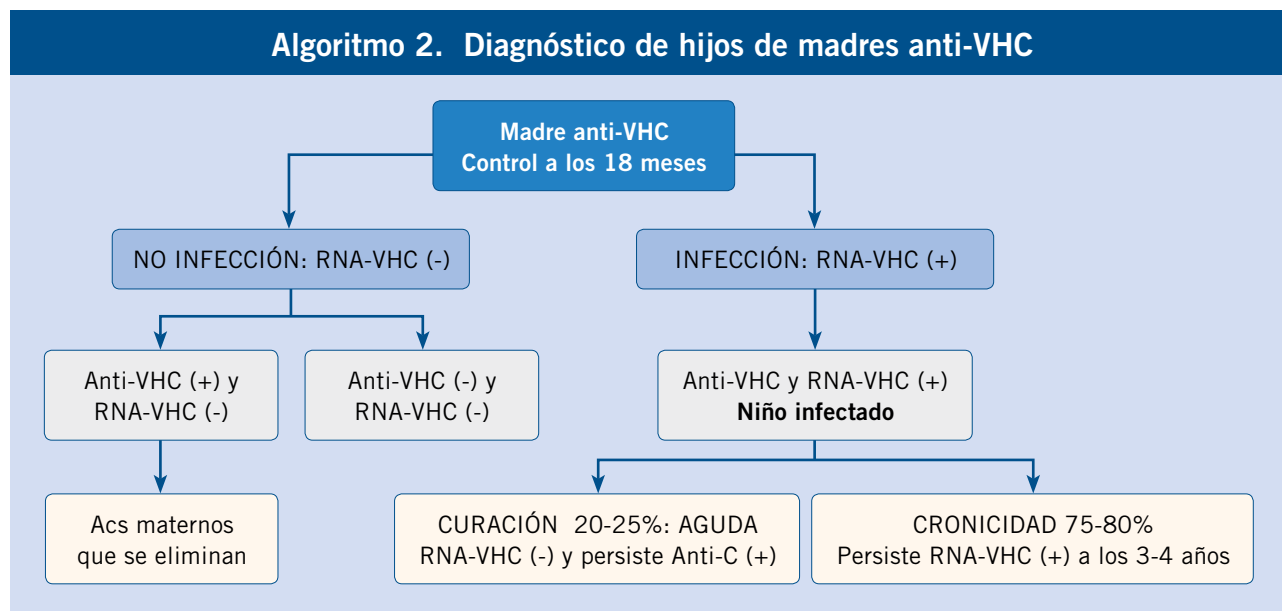 Algoritmo 2. Diagnóstico de hijos de madres anti-VHC
Madre anti-VHC
Control a los 18 meses
NO INFECCIÓN: RNA-VHC (-)
INFECCIÓN: RNA-VHC (+)
Anti-VHC (+) y
RNA-VHC (-)
Anti-VHC (-) y
RNA-VHC (-)
Anti-VHC y RNA-VHC (+)
Niño infectado
Acs maternos
que se eliminan
CURACIÓN 20-25%: AGUDA
RNA-VHC (-) y persiste Anti-C (+)
CRONICIDAD 75-80%
Persiste RNA-VHC (+) a los 3-4 años